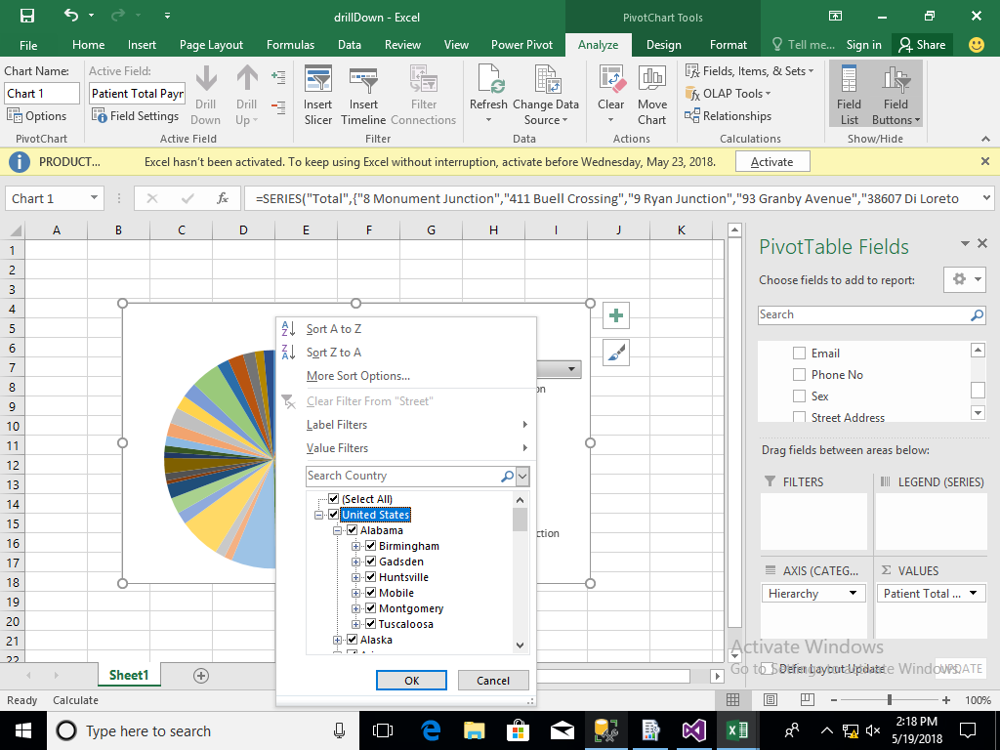 drillDown - Excel
PivotChart Tools
File
Home
Insert
Page Layout
Formulas
Data
Review
View
Power Pivot
Analyze
Design
Format
Tell me...
Sign in
Share
Chart Name:
Chart 1
Options
PivotChart
Active Field:
Patient Total Payr
Field Settings
Drill Down
Drill Up
Active Field
Insert Slicer
Insert Timeline
Filter Connections
Filter
Refresh
Change Data Source
Data
Clear
Move Chart
Actions
Fields, Items, & Sets
OLAP Tools
Relationships
Calculations
Field List
Field Buttons
Show/Hide
PRODUCT... Excel hasn't been activated. To keep using Excel without interruption, activate before Wednesday, May 23, 2018. Activate
Chart 1
fx
=SERIES("Total",{"8 Monument Junction","411 Buell Crossing","9 Ryan Junction","93 Granby Avenue","38607 Di Loreto
A B C D E F G H I J K
1
2
3
4
5
6
7
8
9
10
11
12
13
14
15
16
17
18
19
20
21
22
on
ction
Sort A to Z
Sort Z to A
More Sort Options...
Clear Filter From "Street"
Label Filters
Value Filters
Search Country
(Select All)
United States
Alabama
Birmingham
Gadsden
Huntsville
Mobile
Montgomery
Tuscaloosa
Alaska
OK
Cancel
PivotTable Fields
Choose fields to add to report:
Search
Email
Phone No
Sex
Street Address
Drag fields between areas below:
FILTERS
LEGEND (SERIES)
AXIS (CATEG...
Σ VALUES
Hierarchy
Patient Total ...
Activate Windows
Go to Settings to activate Windows.
Defer Layout Update
UPDATE
Sheet1
Ready
Calculate
100%
Type here to search
2:18 PM
5/19/2018